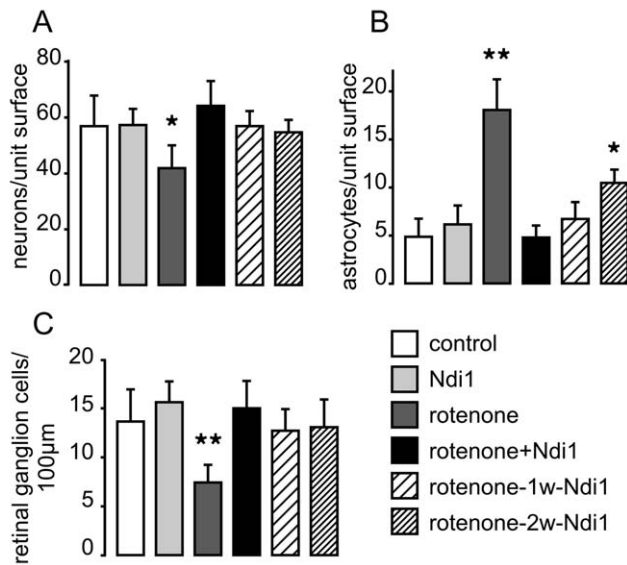 A
neurons/unit surface
80
60
40
20
0
*
B
astrocytes/unit surface
20
15
10
5
0
**
*
C
retinal ganglion cells/
100µm
20
15
10
5
0
**
control
Ndi1
rotenone
rotenone+Ndi1
rotenone-1w-Ndi1
rotenone-2w-Ndi1